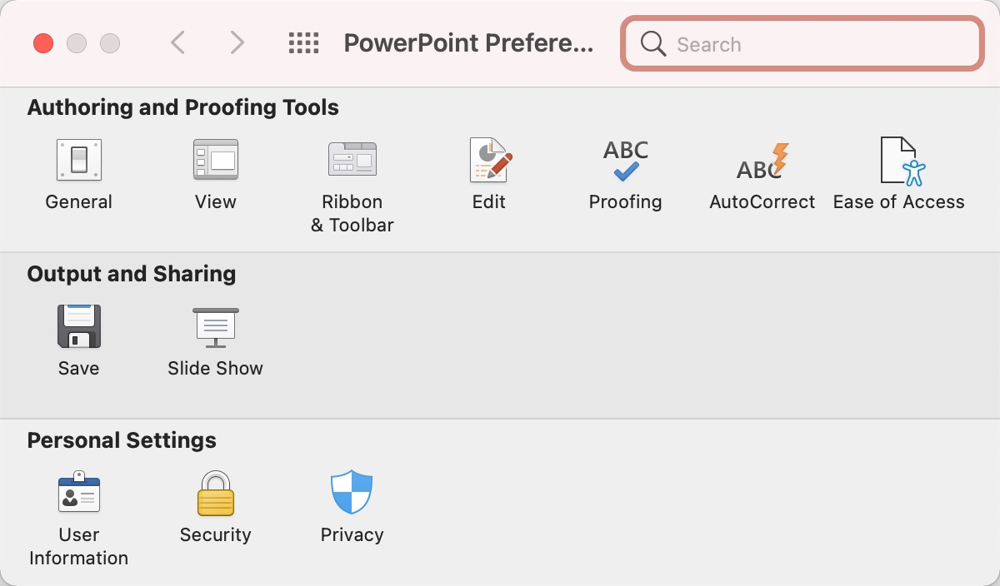 PowerPoint Prefere...
Search
Authoring and Proofing Tools
General
View
Ribbon
& Toolbar
Edit
ABC
Proofing
ABC
AutoCorrect
Ease of Access
Output and Sharing
Save
Slide Show
Personal Settings
User
Information
Security
Privacy